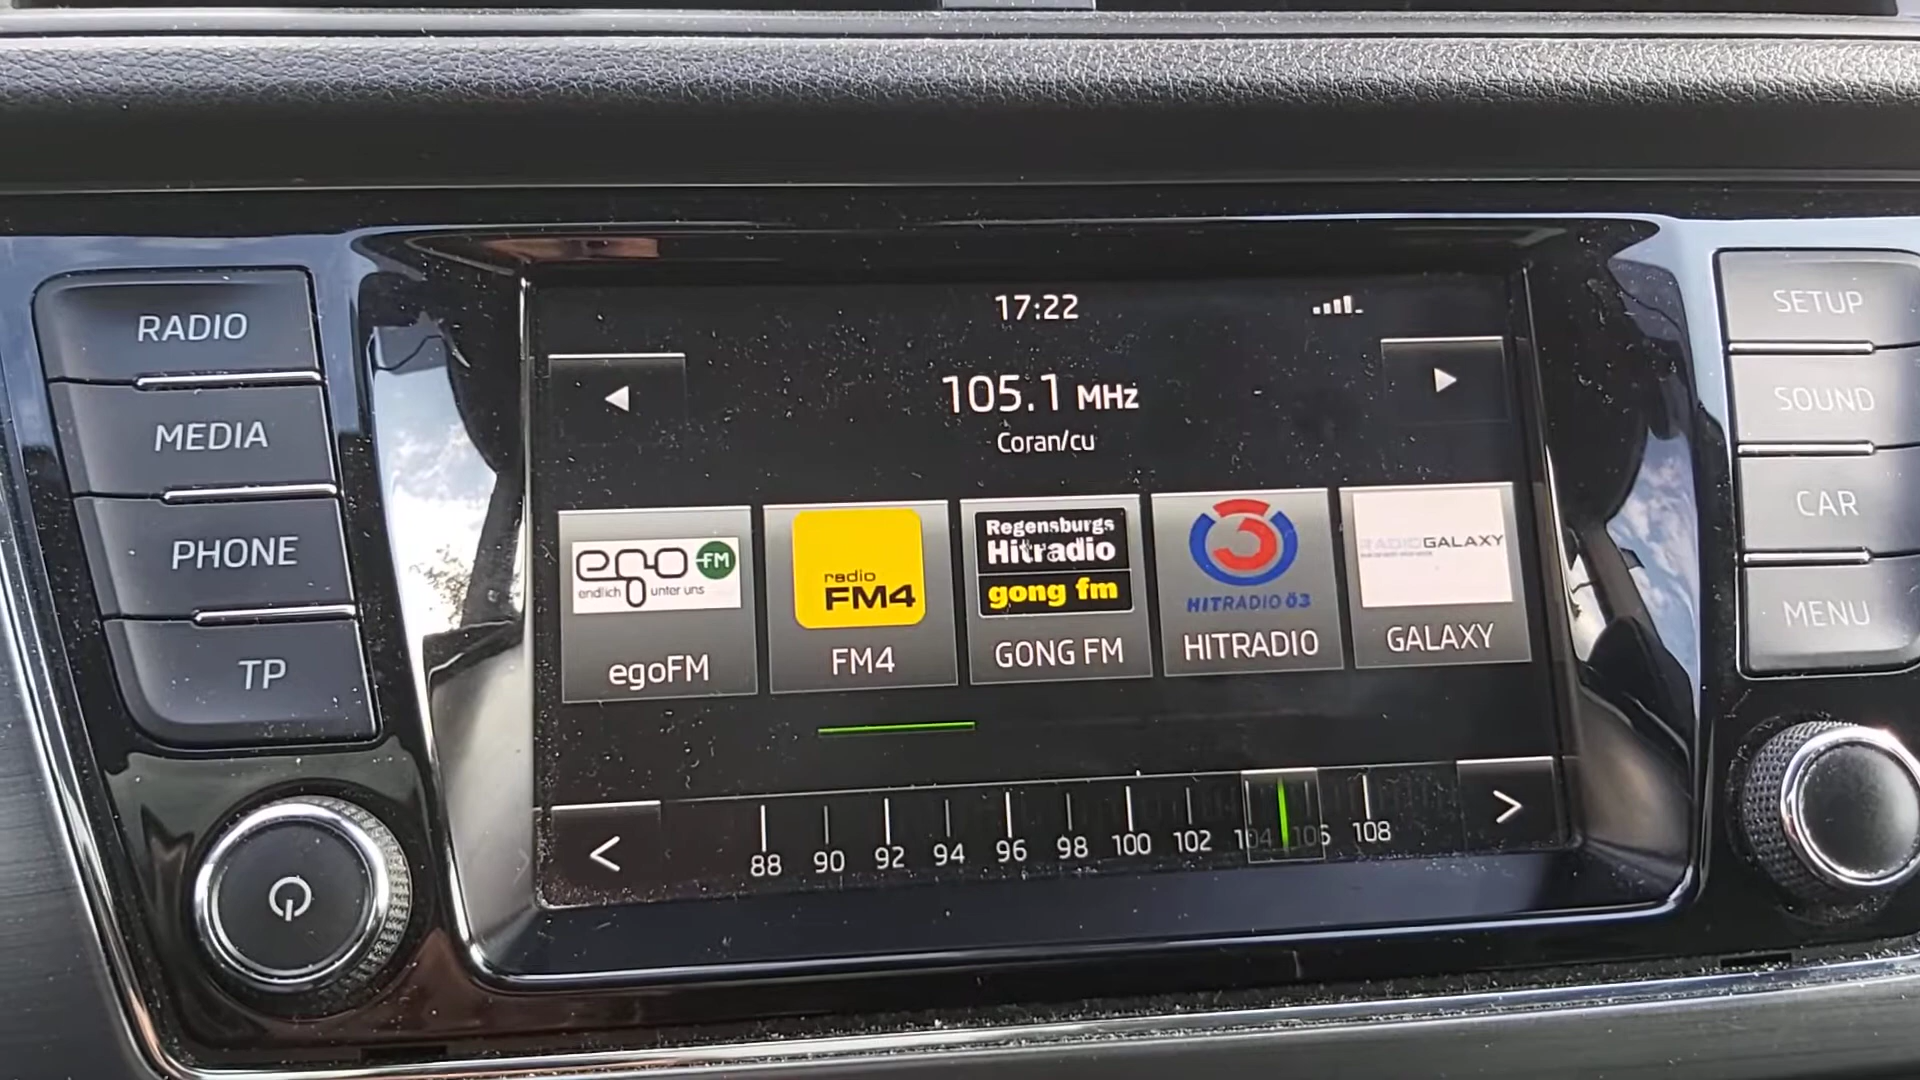 17:22
RADIO
SETUP
105.1 MHz
Coran/cu
MEDIA
SOUND
PHONE
CAR
TP
MENU
ego FM
endlich unter uns
egoFM
radio
FM4
FM4
Regensburgs
Hitradio
gong fm
GONG FM
3
HITRADIO ö3
HITRADIO
RADIOGALAXY
GALAXY
< 88 90 92 94 96 98 100 102 104 106 108 >